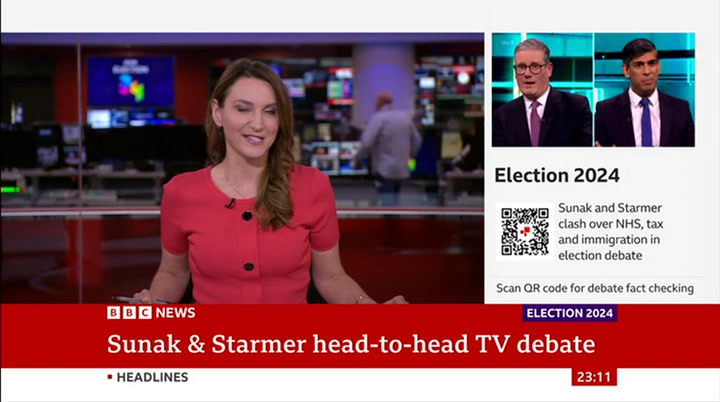 Election 2024
Sunak and Starmer
clash over NHS, tax
and immigration in
election debate
Scan QR code for debate fact checking
BBC NEWS
ELECTION 2024
Sunak & Starmer head-to-head TV debate
HEADLINES
23:11